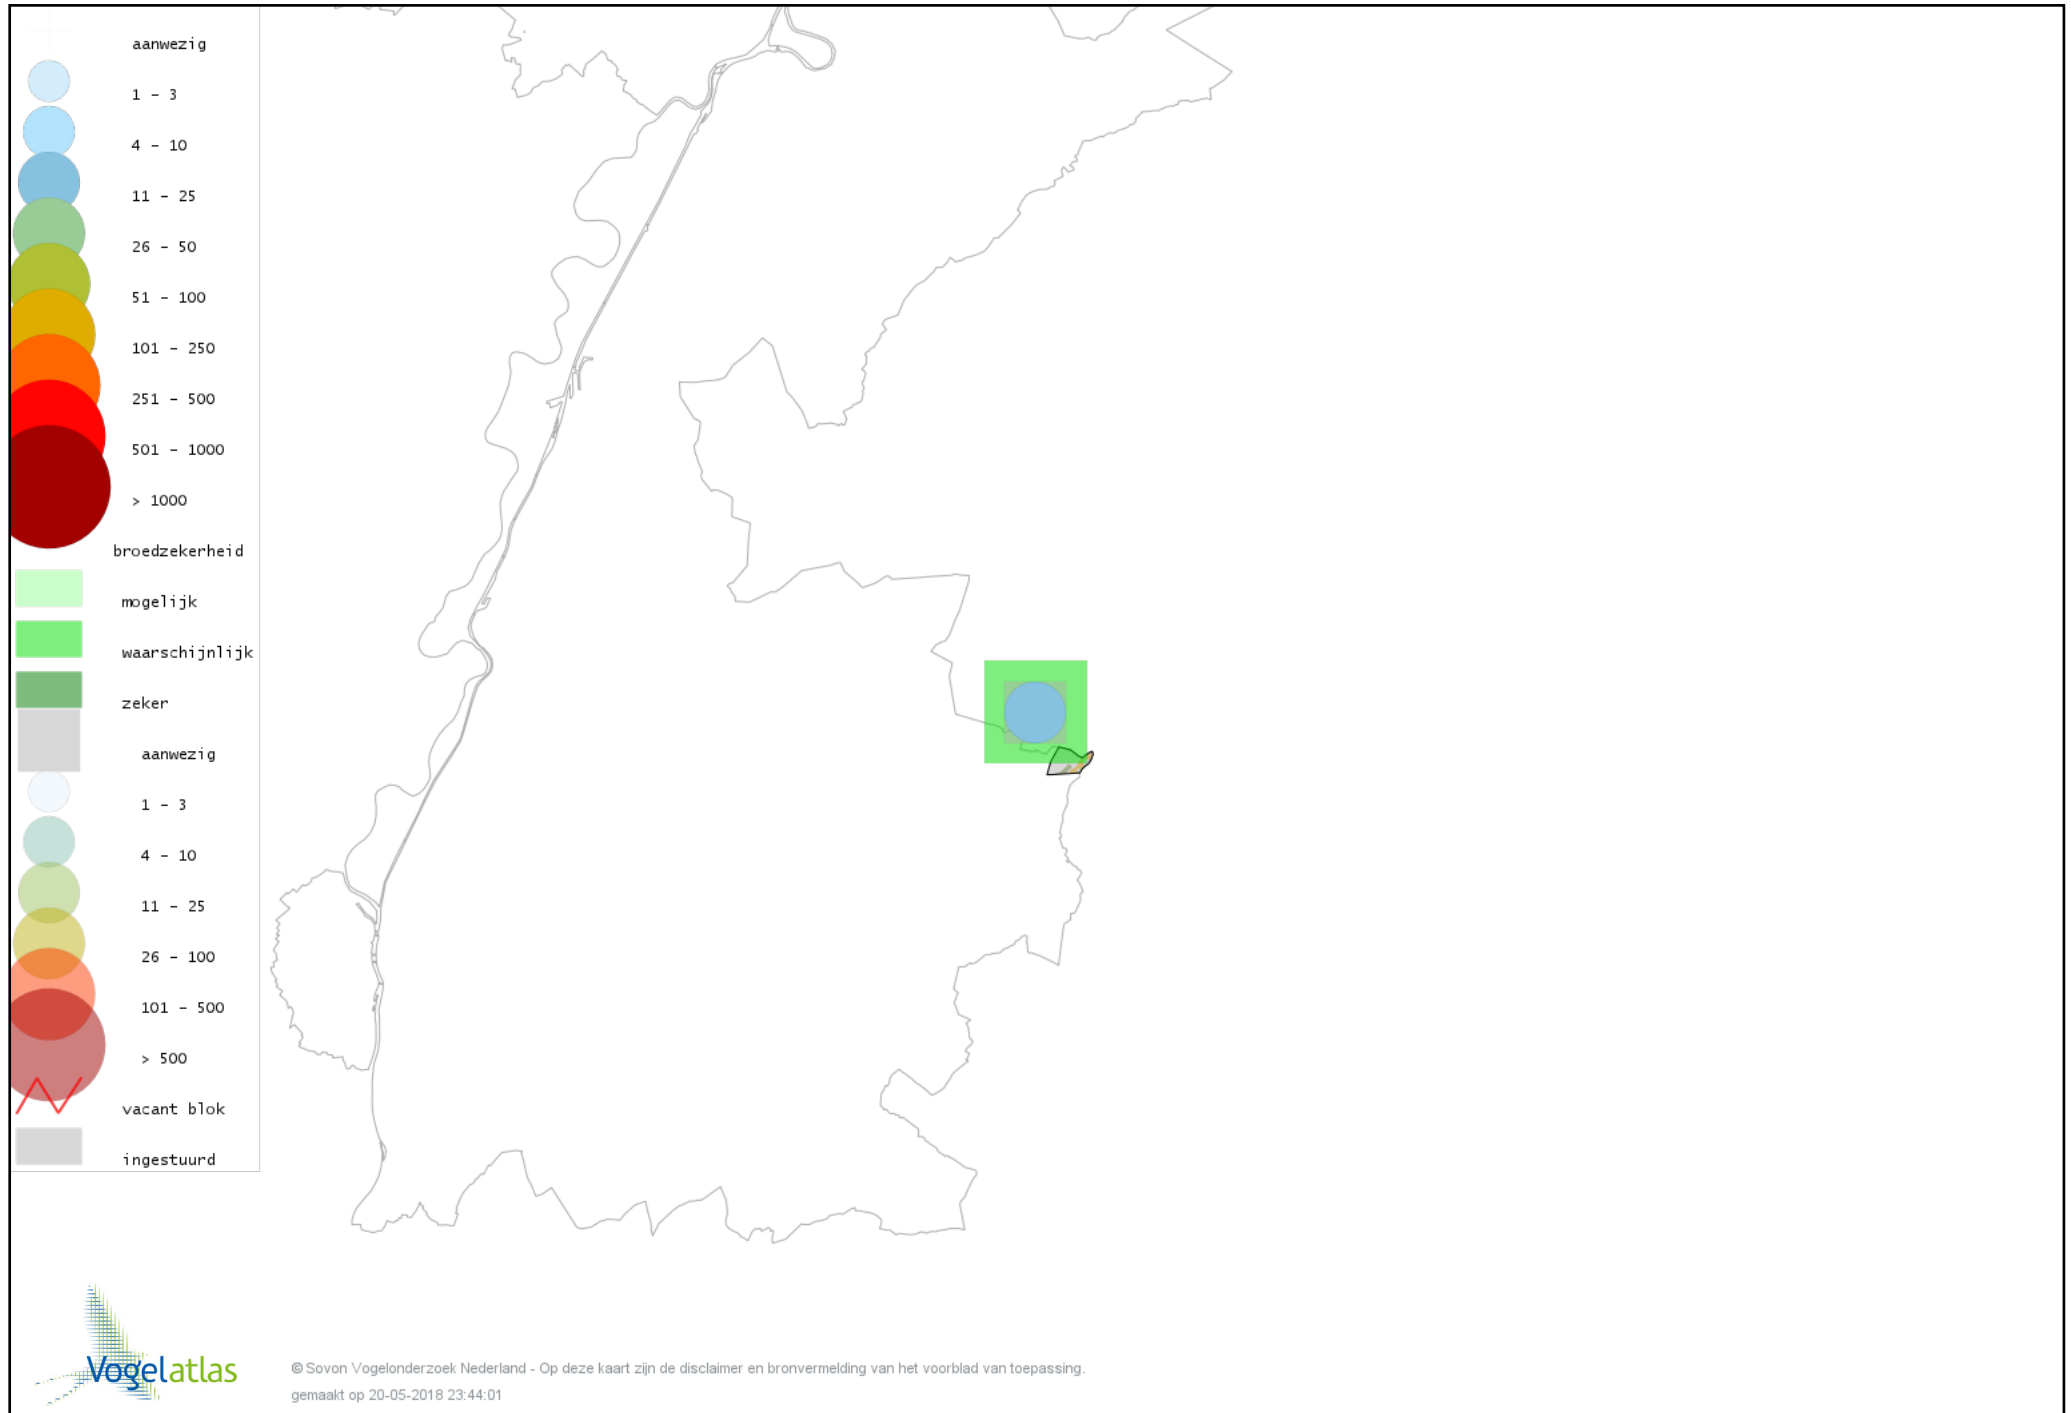 aanwezig
1 - 3
4 - 10
11 - 25
26 - 50
51 - 100
101 - 250
251 - 500
501 - 1000
> 1000
broedzekerheid
mogelijk
waarschijnlijk
zeker
aanwezig
1 - 3
4 - 10
11 - 25
26 - 100
101 - 500
> 500
vacant blok
ingestuurd
Vogelatlas
© Sovon Vogelonderzoek Nederland - Op deze kaart zijn de disclaimer en bronvermelding van het voorblad van toepassing.
gemaakt op 20-05-2018 23:44:01